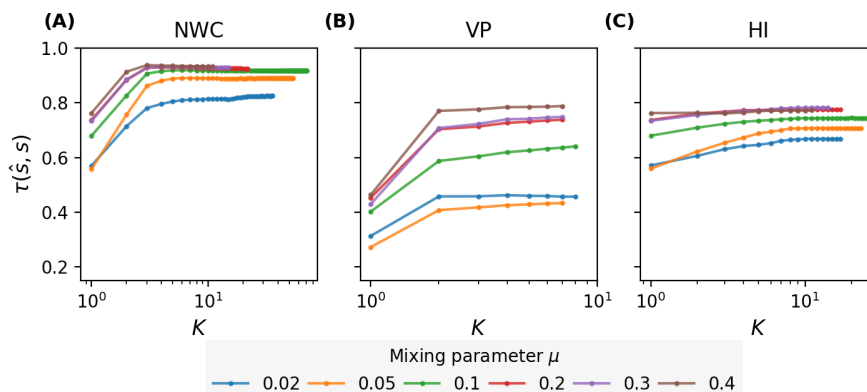 (A) NWC (B) VP (C) HI
1.0
0.8
0.6
0.4
0.2
τ(ŝ, s)
10⁰ 10¹ 10⁰ 10¹ 10⁰ 10¹
K K K
Mixing parameter μ
0.02 0.05 0.1 0.2 0.3 0.4